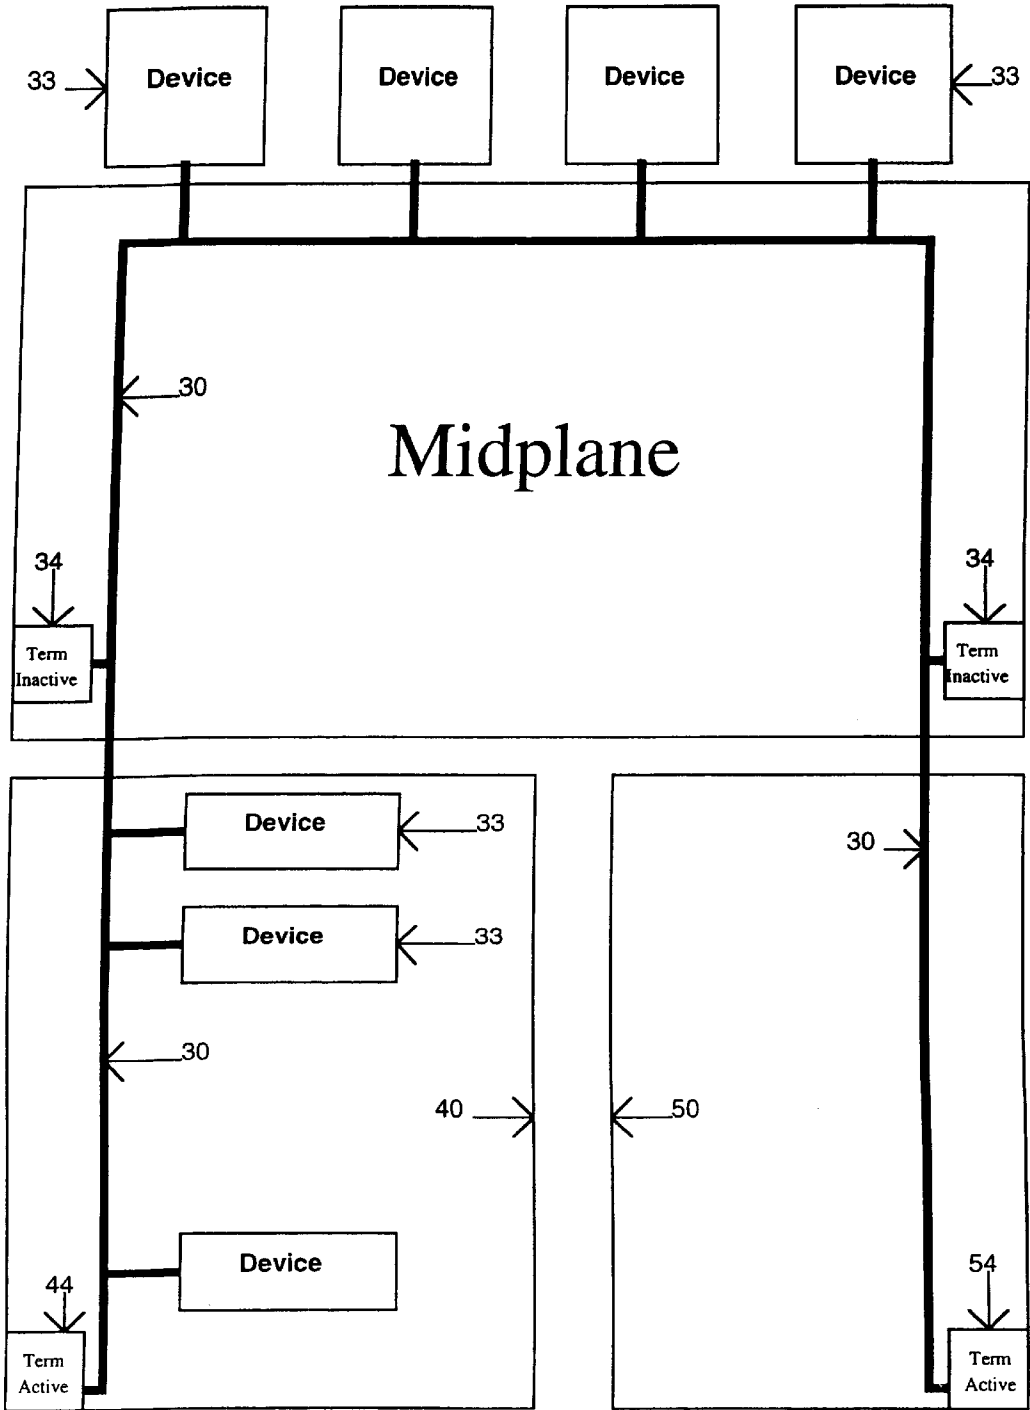 Device
Device
Device
Device
33
33
30
Midplane
34
34
Term
Inactive
Term
Inactive
Device
33
30
Device
33
30
40
50
Device
44
54
Term
Active
Term
Active